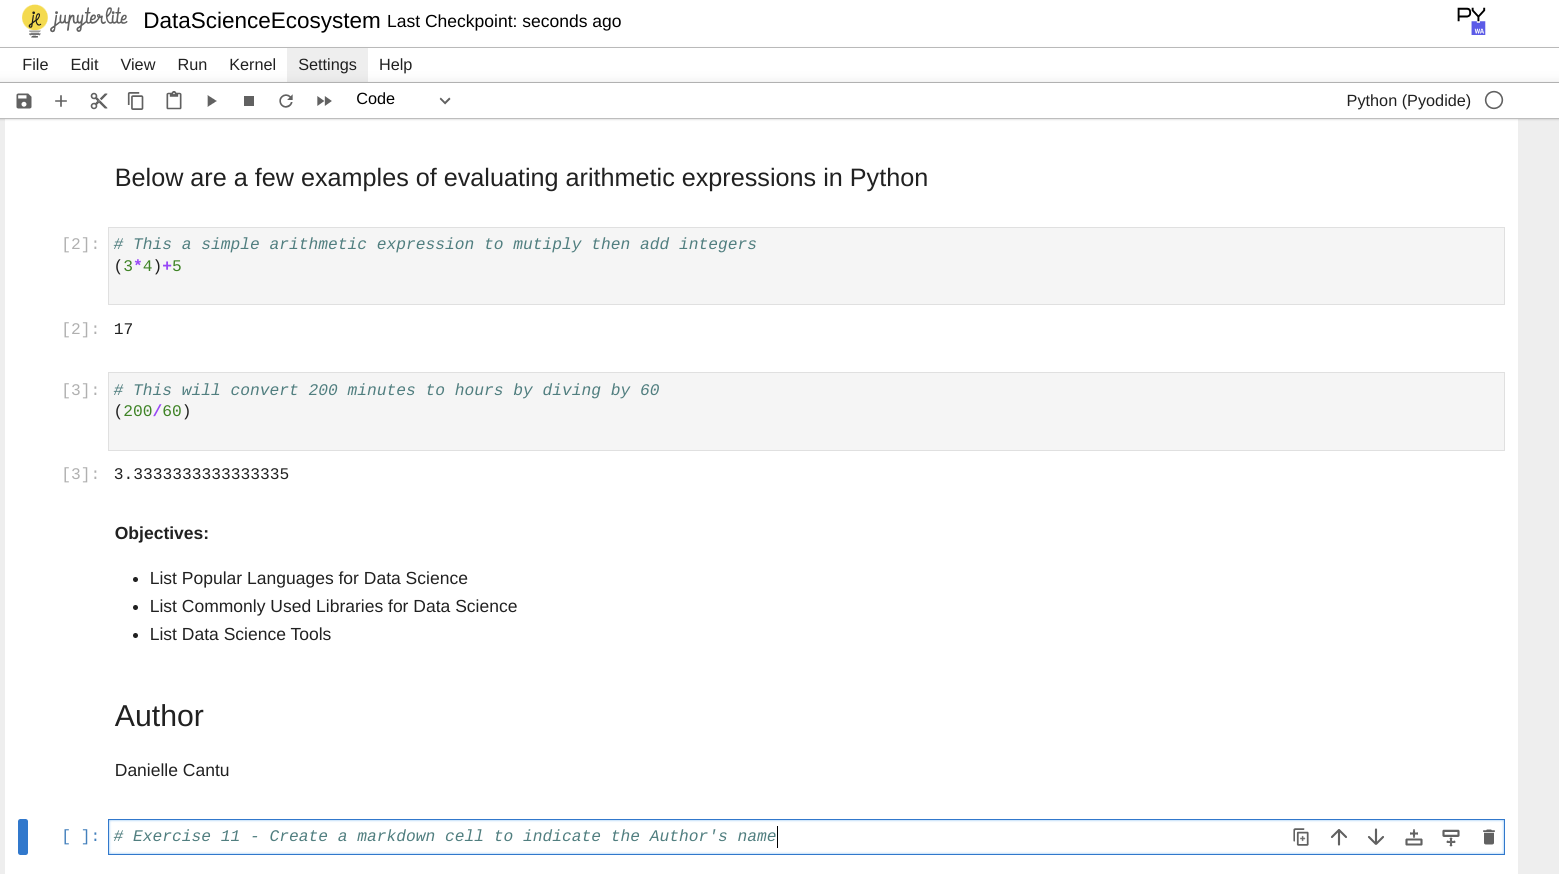 jupyterlite DataScienceEcosystem Last Checkpoint: seconds ago PY WA
File Edit View Run Kernel Settings Help
Code Python (Pyodide)
Below are a few examples of evaluating arithmetic expressions in Python
[2]: # This a simple arithmetic expression to mutiply then add integers
(3*4)+5
[2]: 17
[3]: # This will convert 200 minutes to hours by diving by 60
(200/60)
[3]: 3.3333333333333335
Objectives:
• List Popular Languages for Data Science
• List Commonly Used Libraries for Data Science
• List Data Science Tools
Author
Danielle Cantu
[ ]: # Exercise 11 - Create a markdown cell to indicate the Author's name